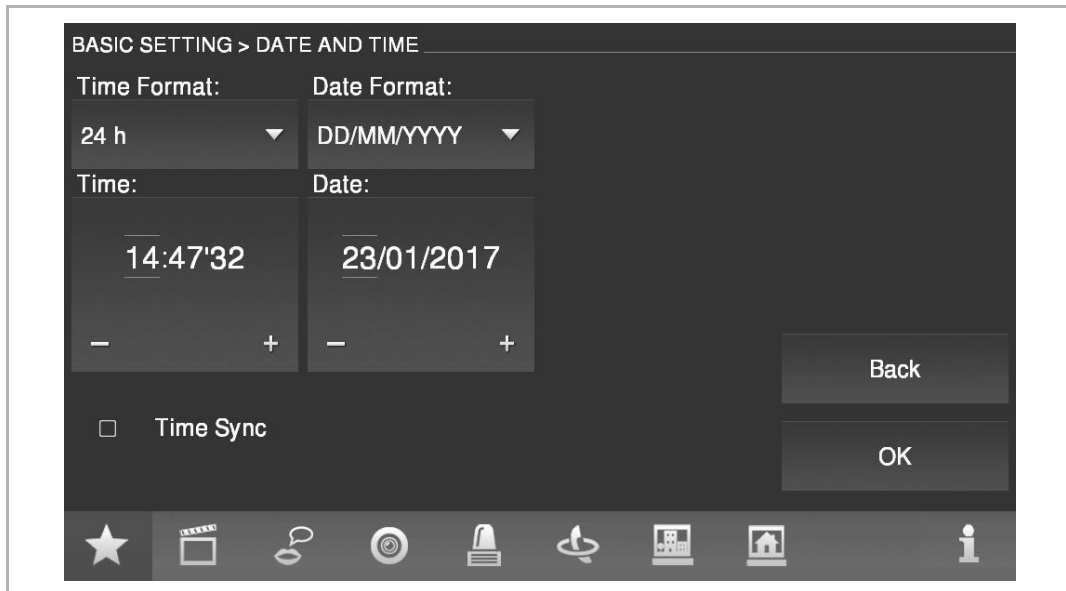 BASIC SETTING > DATE AND TIME
Time Format: Date Format:
24 h DD/MM/YYYY
Time: Date:
14:47'32 23/01/2017
− + − +
Back
Time Sync
OK